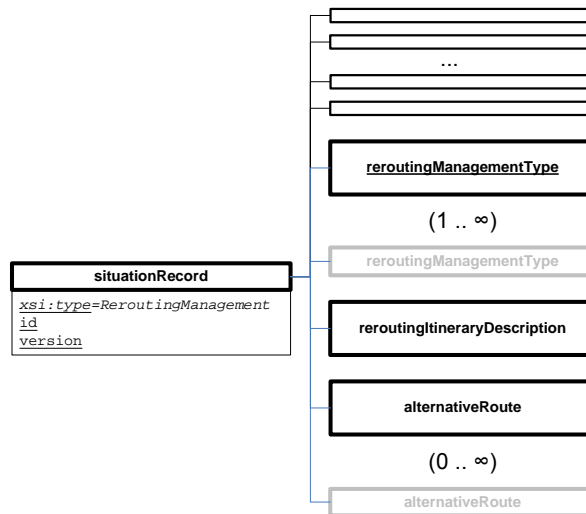 ...
reroutingManagementType
(1 .. ∞)
reroutingManagementType
situationRecord
xsi:type=ReroutingManagement
id
version
reroutingItineraryDescription
alternativeRoute
(0 .. ∞)
alternativeRoute